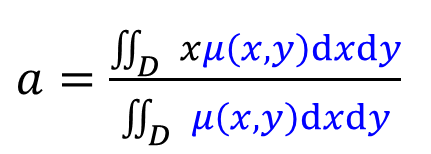 a = ∬_D xμ(x,y)dxdy / ∬_D μ(x,y)dxdy